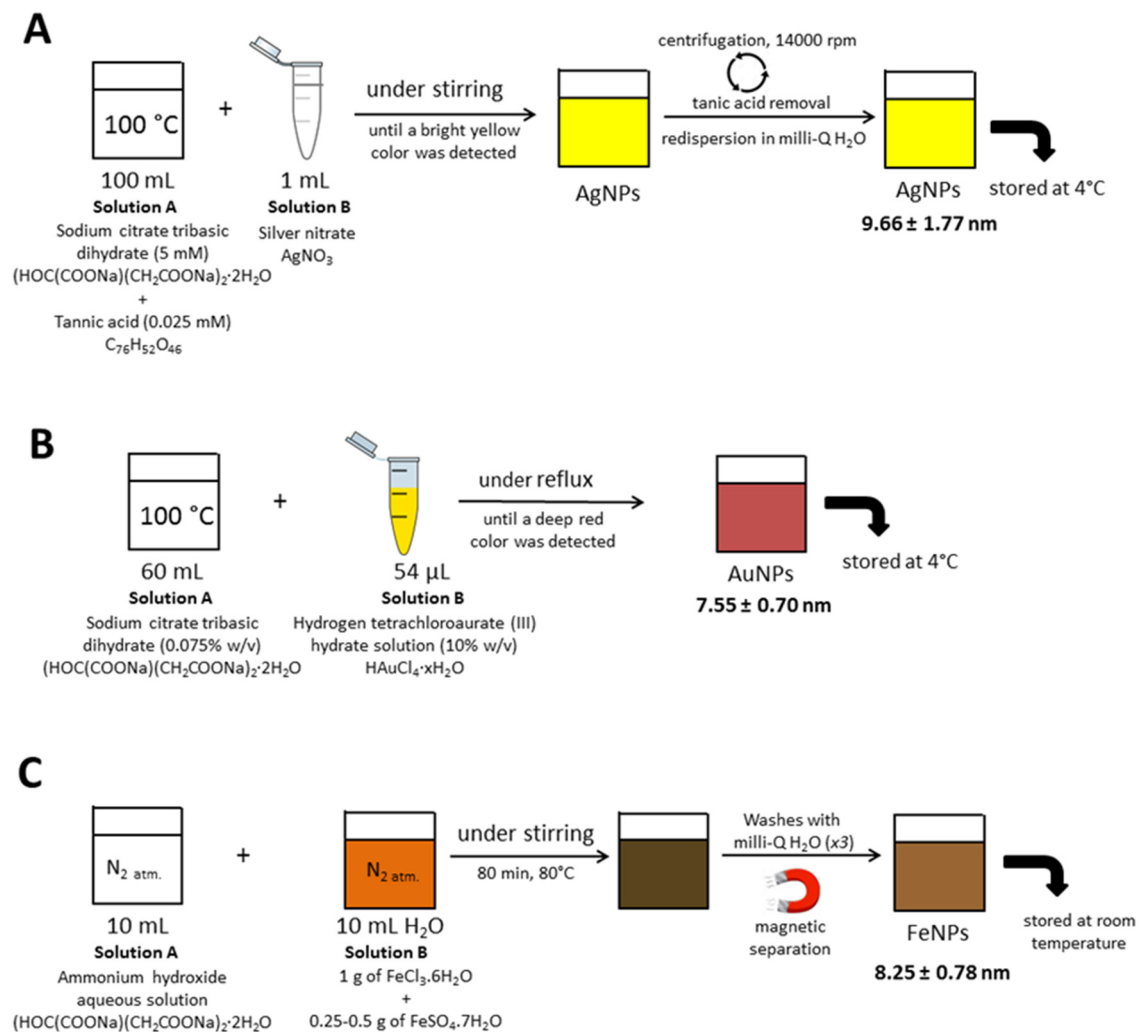 A
100 °C
+
100 mL
Solution A
Sodium citrate tribasic
dihydrate (5 mM)
(HOC(COONa)(CH₂COONa)₂·2H₂O
+
Tannic acid (0.025 mM)
C₇₆H₅₂O₄₆
1 mL
Solution B
Silver nitrate
AgNO₃
under stirring
until a bright yellow
color was detected
AgNPs
centrifugation, 14000 rpm
tanic acid removal
redispersion in milli-Q H₂O
AgNPs
9.66 ± 1.77 nm
stored at 4°C
B
100 °C
+
60 mL
Solution A
Sodium citrate tribasic
dihydrate (0.075% w/v)
(HOC(COONa)(CH₂COONa)₂·2H₂O
54 µL
Solution B
Hydrogen tetrachloroaurate (III)
hydrate solution (10% w/v)
HAuCl₄·xH₂O
under reflux
until a deep red
color was detected
AuNPs
7.55 ± 0.70 nm
stored at 4°C
C
N₂ atm.
+
10 mL
Solution A
Ammonium hydroxide
aqueous solution
(HOC(COONa)(CH₂COONa)₂·2H₂O
N₂ atm.
10 mL H₂O
Solution B
1 g of FeCl₃.6H₂O
+
0.25-0.5 g of FeSO₄.7H₂O
under stirring
80 min, 80°C
Washes with
milli-Q H₂O (x3)
magnetic
separation
FeNPs
8.25 ± 0.78 nm
stored at room
temperature